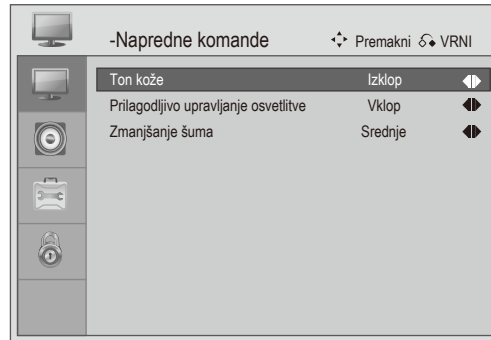 -Napredne komande Premakni VRNI
Ton kože Izklop
Prilagodljivo upravljanje osvetlitve Vklop
Zmanjšanje šuma Srednje